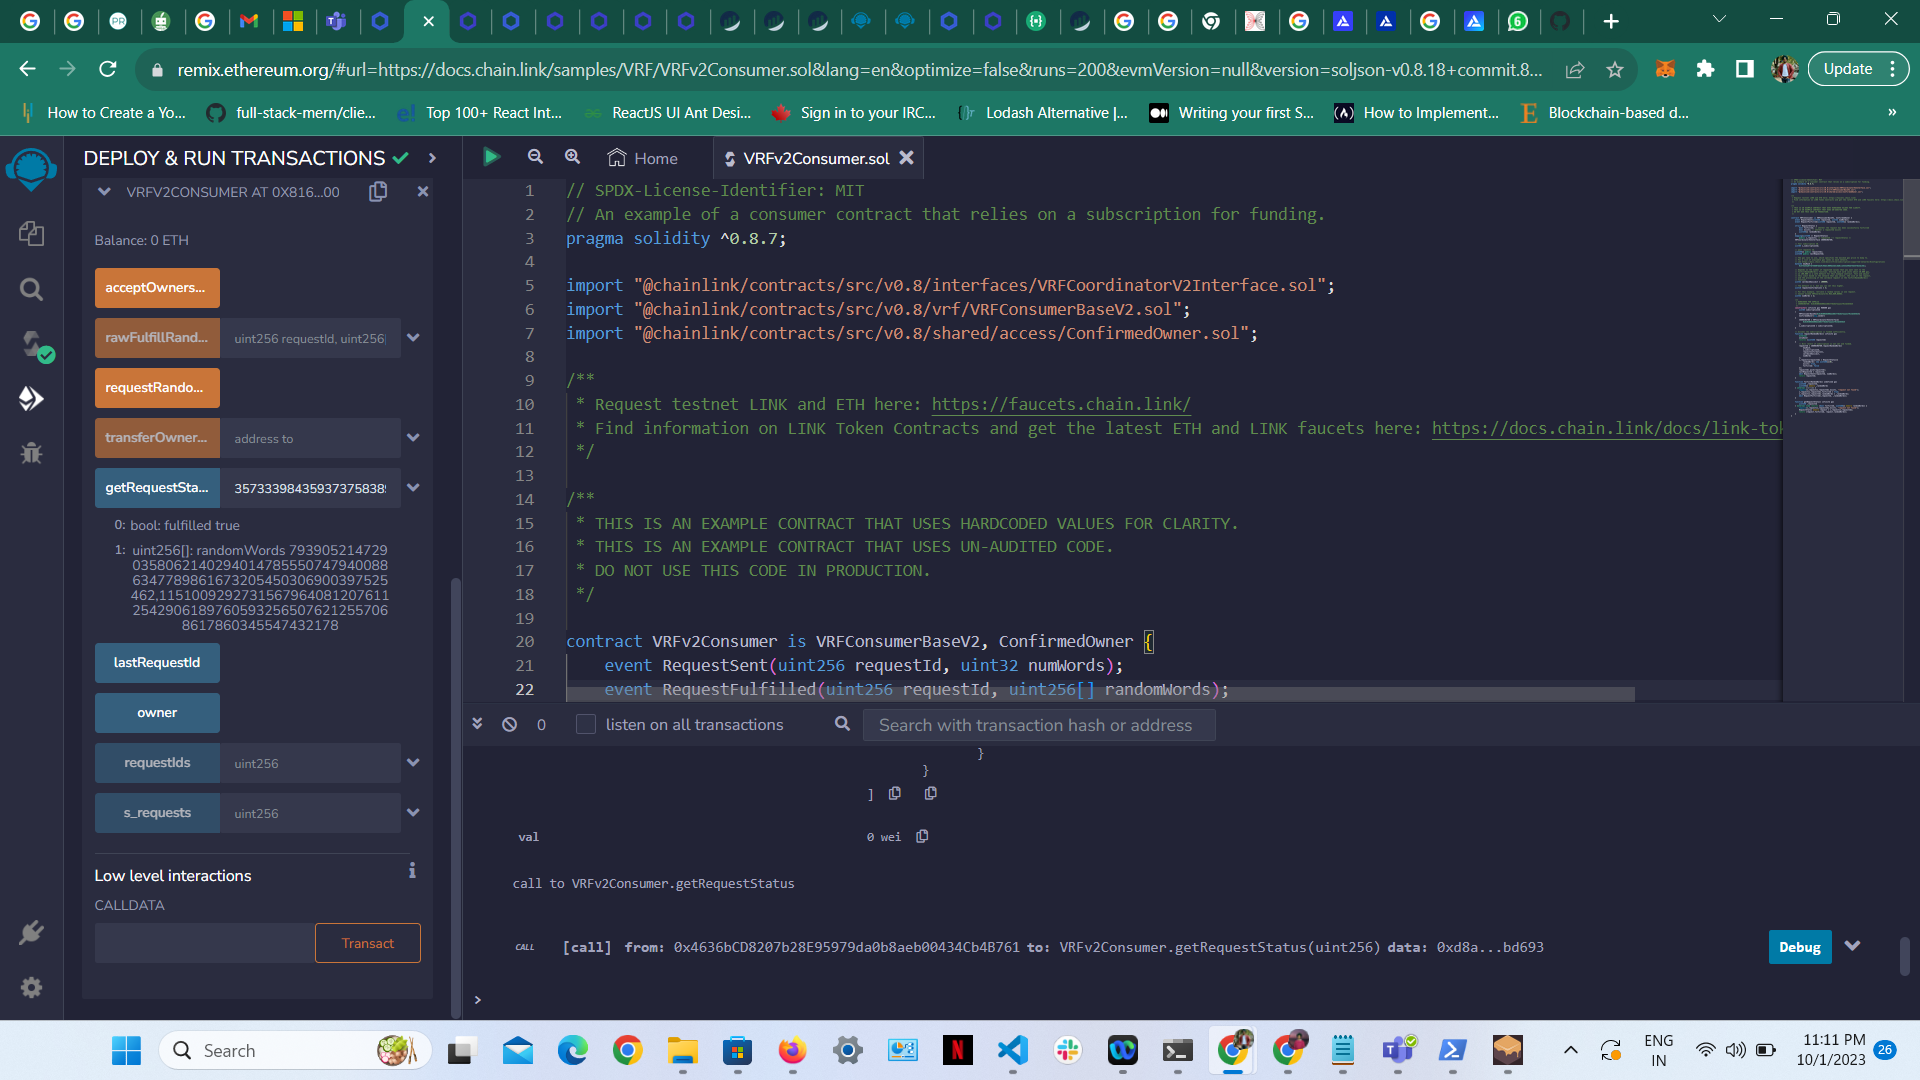 remix.ethereum.org/#url=https://docs.chain.link/samples/VRF/VRFv2Consumer.sol&lang=en&optimize=false&runs=200&evmVersion=null&version=soljson-v0.8.18+commit.8...
Update
How to Create a Yo...
full-stack-mern/clie...
Top 100+ React Int...
ReactJS UI Ant Desi...
Sign in to your IRC...
Lodash Alternative |...
Writing your first S...
How to Implement...
Blockchain-based d...
»
DEPLOY & RUN TRANSACTIONS
VRFV2CONSUMER AT 0X816...00
Balance: 0 ETH
acceptOwners...
rawFulfillRand... uint256 requestId, uint256[
requestRando...
transferOwner... address to
getRequestSta... 35733398435937375838
0: bool: fulfilled true
1: uint256[]: randomWords 793905214729
03580621402940147855507479400 88
634778986167320545030690039752 5
462,115100929273156796408120761 1
254290618976059325650762125570 6
8617860345547432178
lastRequestId
owner
requestIds uint256
s_requests uint256
Low level interactions
CALLDATA
Transact
Home
VRFv2Consumer.sol
1 // SPDX-License-Identifier: MIT
2 // An example of a consumer contract that relies on a subscription for funding.
3 pragma solidity ^0.8.7;
4
5 import "@chainlink/contracts/src/v0.8/interfaces/VRFCoordinatorV2Interface.sol";
6 import "@chainlink/contracts/src/v0.8/vrf/VRFConsumerBaseV2.sol";
7 import "@chainlink/contracts/src/v0.8/shared/access/ConfirmedOwner.sol";
8
9 /**
10 * Request testnet LINK and ETH here: https://faucets.chain.link/
11 * Find information on LINK Token Contracts and get the latest ETH and LINK faucets here: https://docs.chain.link/docs/link-tok
12 */
13
14 /**
15 * THIS IS AN EXAMPLE CONTRACT THAT USES HARDCODED VALUES FOR CLARITY.
16 * THIS IS AN EXAMPLE CONTRACT THAT USES UN-AUDITED CODE.
17 * DO NOT USE THIS CODE IN PRODUCTION.
18 */
19
20 contract VRFv2Consumer is VRFConsumerBaseV2, ConfirmedOwner {
21 event RequestSent(uint256 requestId, uint32 numWords);
22 event RequestFulfilled(uint256 requestId, uint256[] randomWords);
0 listen on all transactions Search with transaction hash or address
}
}
]
val 0 wei
call to VRFv2Consumer.getRequestStatus
CALL [call] from: 0x4636bCD8207b28E95979da0b8aeb00434Cb4B761 to: VRFv2Consumer.getRequestStatus(uint256) data: 0xd8a...bd693 Debug
>
Search
ENG
IN
11:11 PM
10/1/2023
26